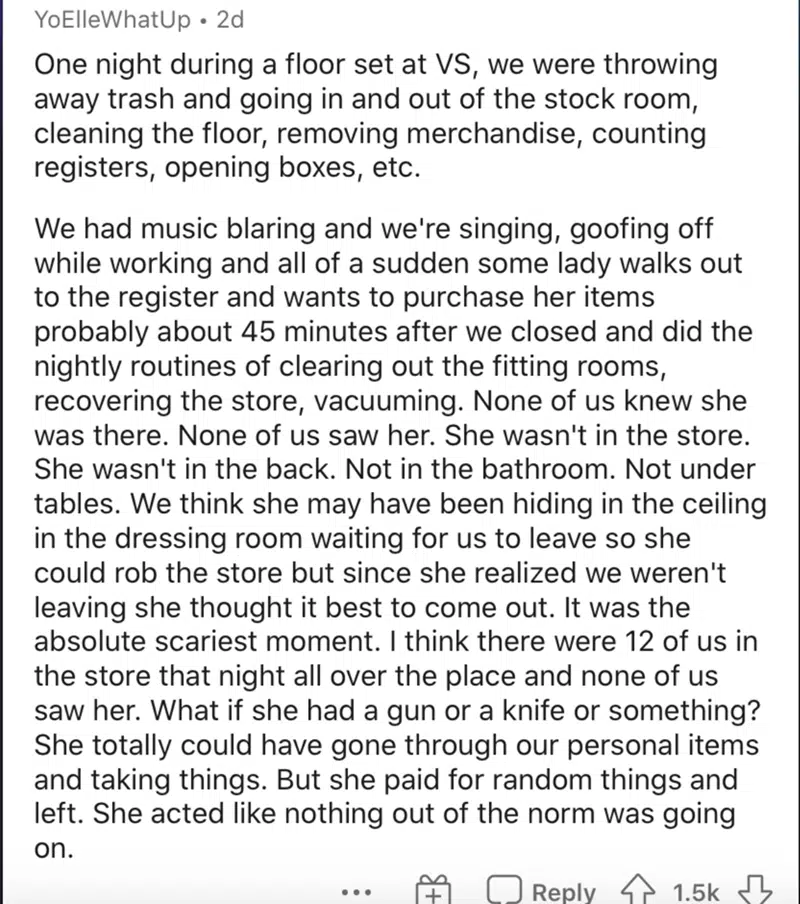 YoElleWhatUp • 2d
One night during a floor set at VS, we were throwing
away trash and going in and out of the stock room,
cleaning the floor, removing merchandise, counting
registers, opening boxes, etc.
We had music blaring and we're singing, goofing off
while working and all of a sudden some lady walks out
to the register and wants to purchase her items
probably about 45 minutes after we closed and did the
nightly routines of clearing out the fitting rooms,
recovering the store, vacuuming. None of us knew she
was there. None of us saw her. She wasn't in the store.
She wasn't in the back. Not in the bathroom. Not under
tables. We think she may have been hiding in the ceiling
in the dressing room waiting for us to leave so she
could rob the store but since she realized we weren't
leaving she thought it best to come out. It was the
absolute scariest moment. I think there were 12 of us in
the store that night all over the place and none of us
saw her. What if she had a gun or a knife or something?
She totally could have gone through our personal items
and taking things. But she paid for random things and
left. She acted like nothing out of the norm was going
on.
... Reply 1.5k